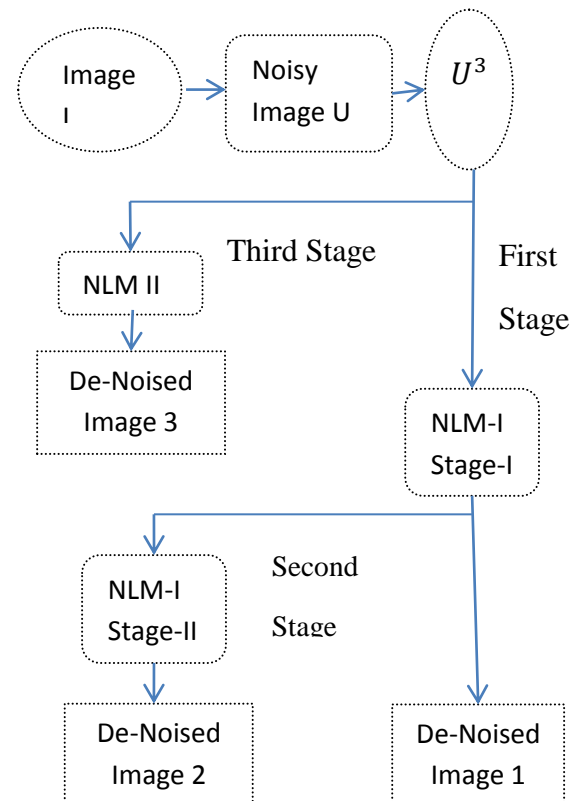 Image
I
Noisy
Image U
U³
Third Stage
First
Stage
NLM II
De-Noised
Image 3
NLM-I
Stage-I
Second
Stage
NLM-I
Stage-II
De-Noised
Image 2
De-Noised
Image 1